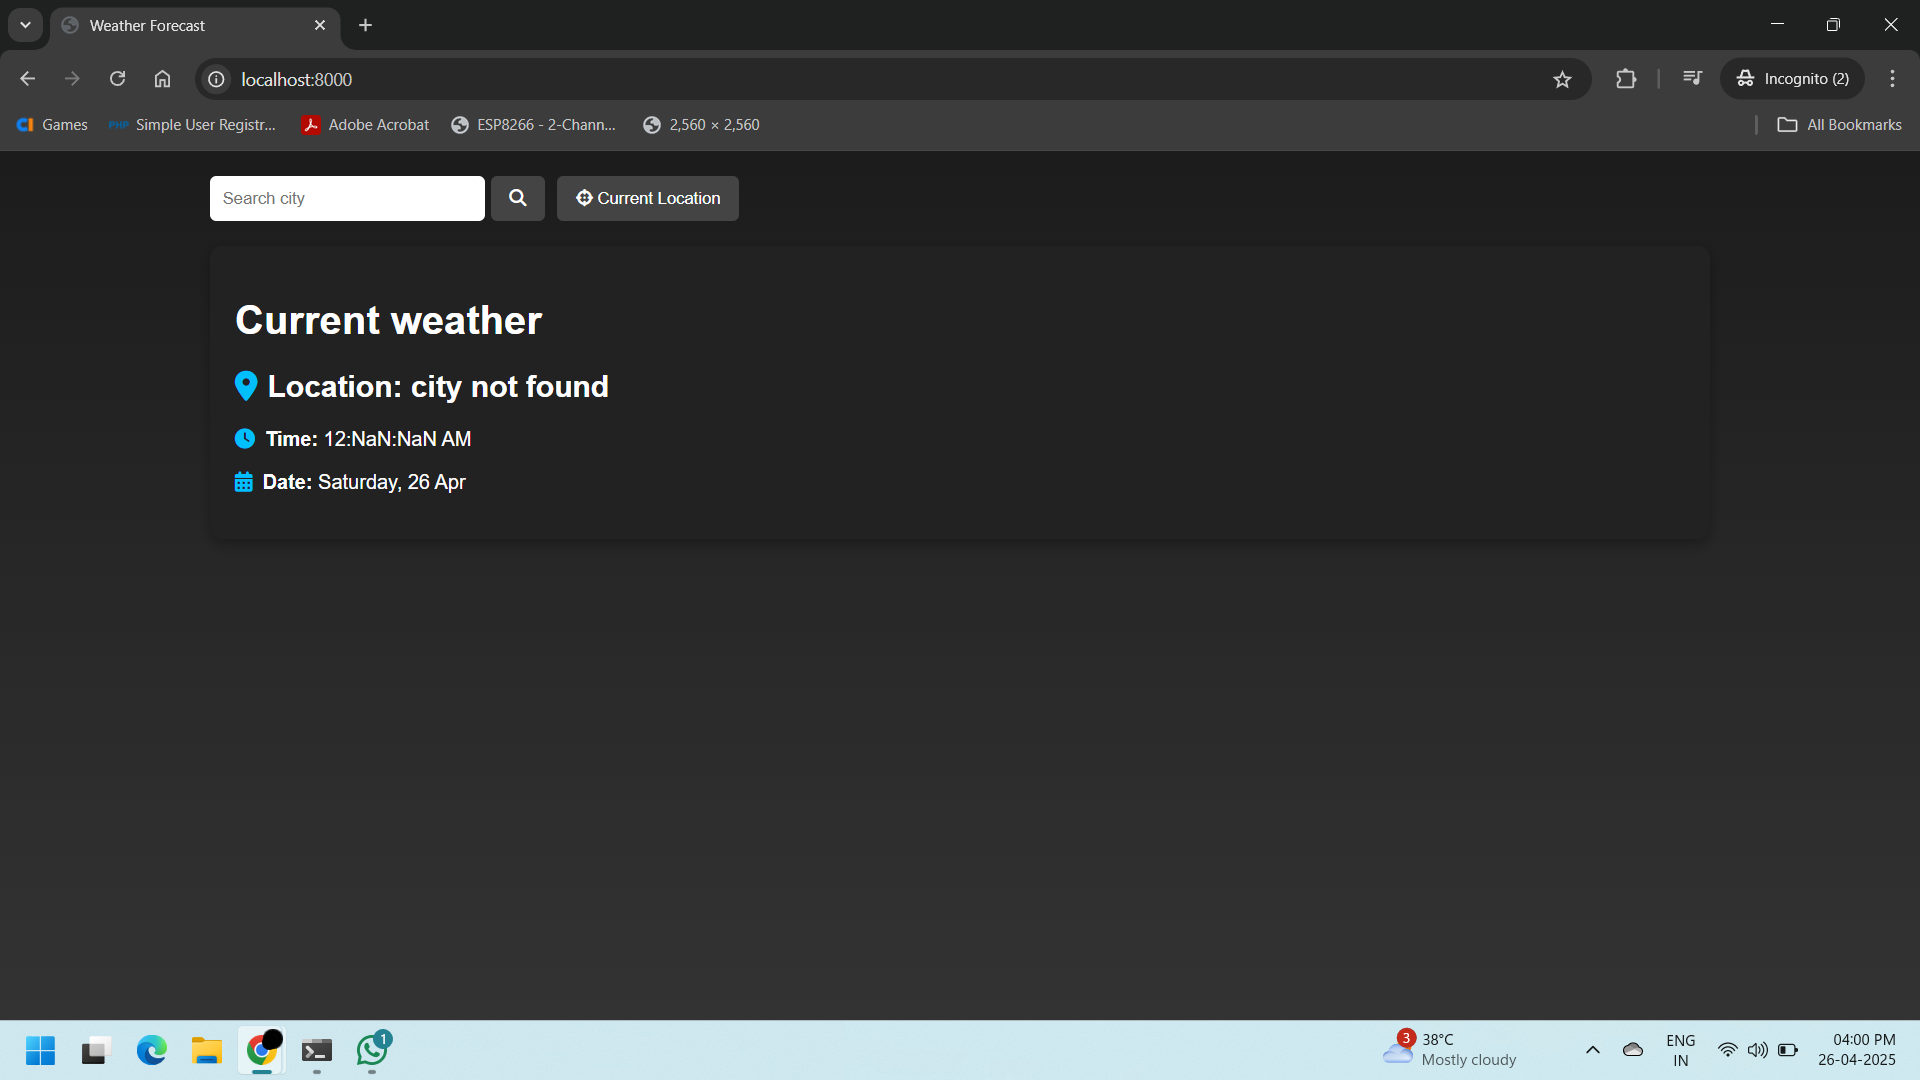 Weather Forecast
localhost:8000
Incognito (2)
Games
PHP
Simple User Registr...
Adobe Acrobat
ESP8266 - 2-Chann...
2,560 × 2,560
All Bookmarks
Search city
Current Location
Current weather
Location: city not found
Time: 12:NaN:NaN AM
Date: Saturday, 26 Apr
1
3
38°C
Mostly cloudy
ENG
IN
04:00 PM
26-04-2025